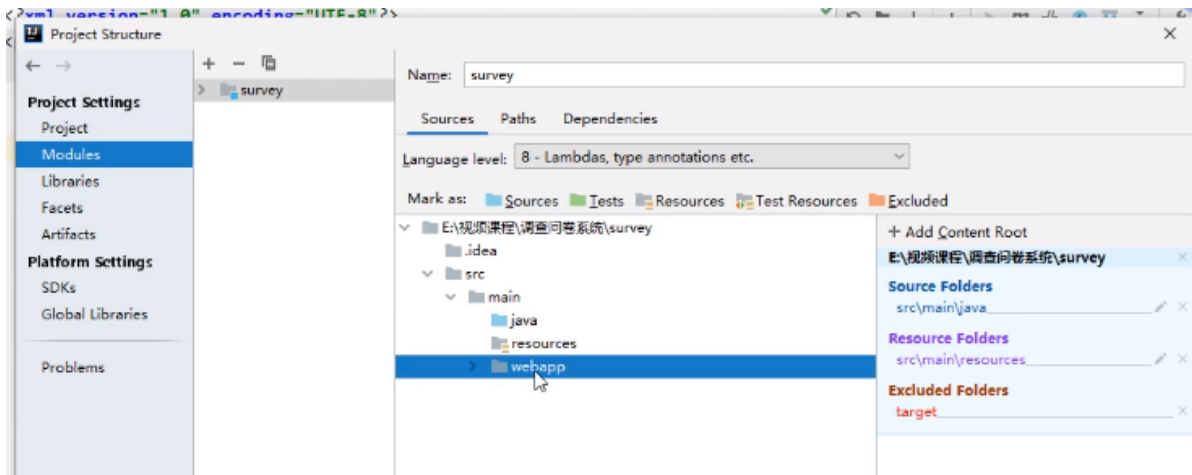 <?xml version="1.0" encoding="UTF-8"?>
Project Structure
Project Settings
Project
Modules
Libraries
Facets
Artifacts
Platform Settings
SDKs
Global Libraries
Problems
survey
Name: survey
Sources Paths Dependencies
Language level: 8 - Lambdas, type annotations etc.
Mark as: Sources Tests Resources Test Resources Excluded
E:\视频课程\调查问卷系统\survey
.idea
src
main
java
resources
webapp
+ Add Content Root
E:\视频课程\调查问卷系统\survey
Source Folders
src\main\java
Resource Folders
src\main\resources
Excluded Folders
target